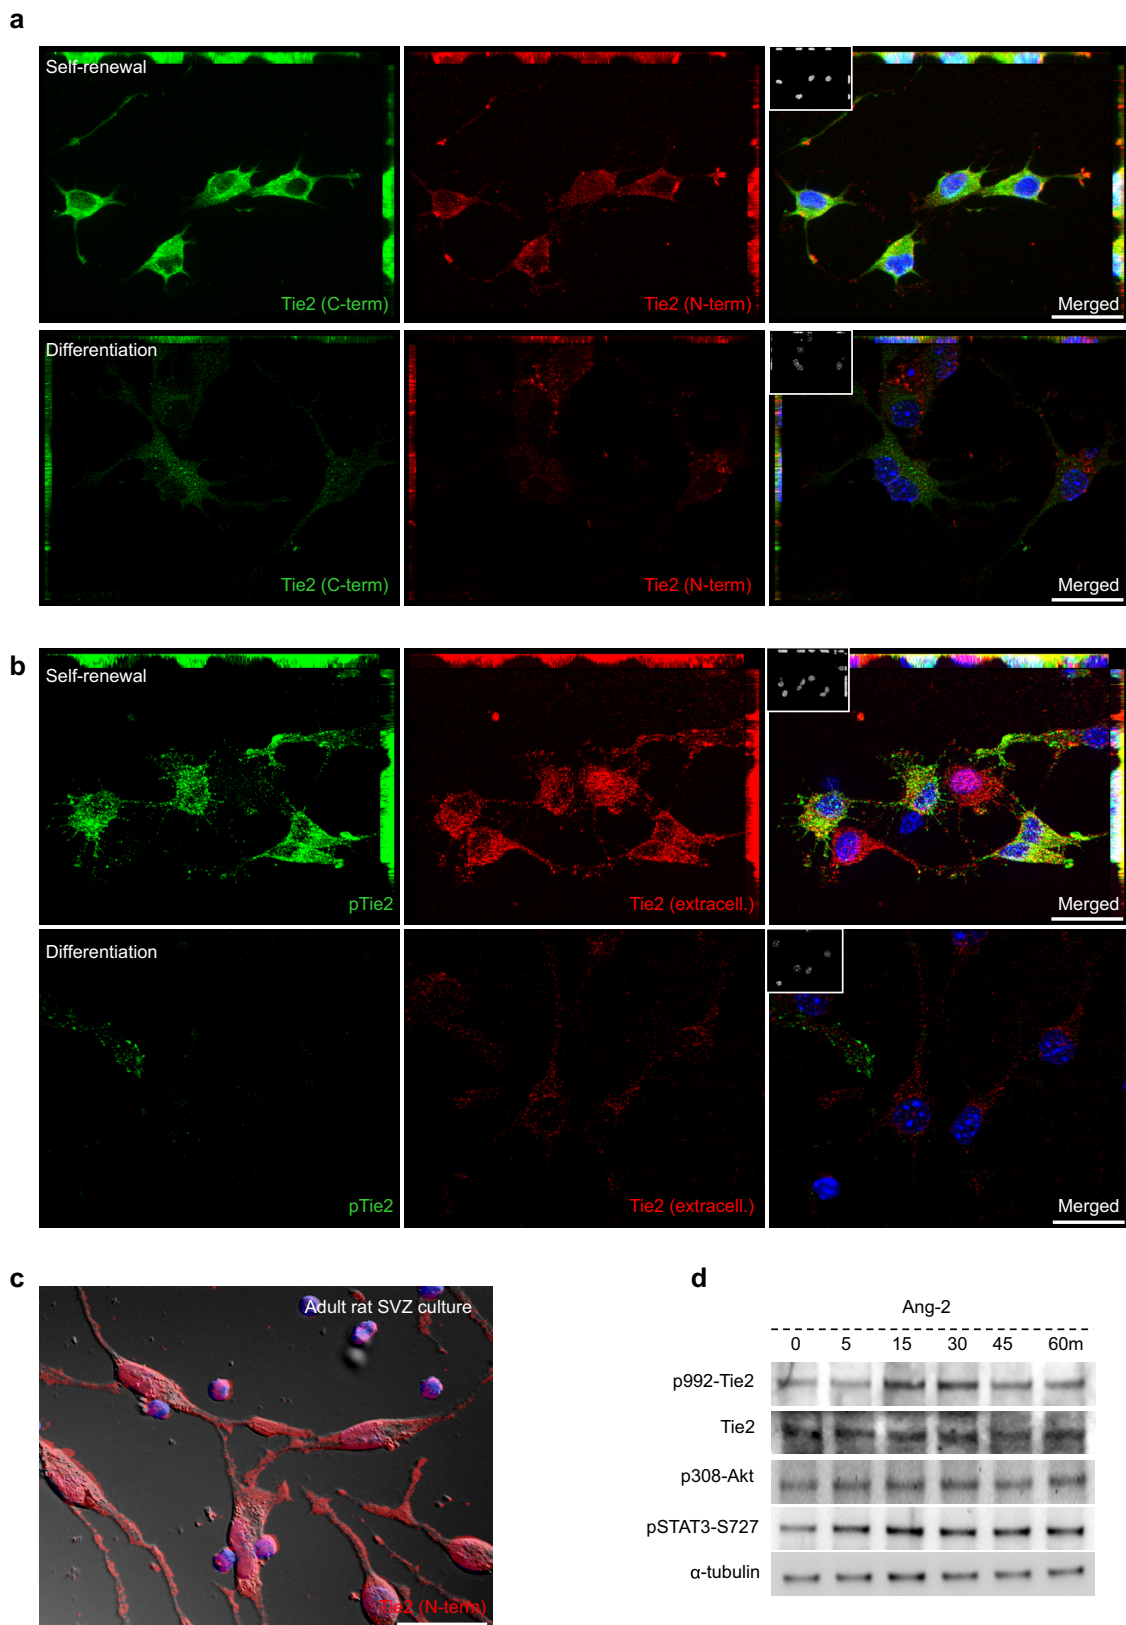 a
Self-renewal
Tie2 (C-term)
Tie2 (N-term)
Merged
Differentiation
Tie2 (C-term)
Tie2 (N-term)
Merged
b
Self-renewal
pTie2
Tie2 (extracell.)
Merged
Differentiation
pTie2
Tie2 (extracell.)
Merged
c
Adult rat SVZ culture
Tie2 (N-term)
d
Ang-2
0 5 15 30 45 60m
p992-Tie2
Tie2
p308-Akt
pSTAT3-S727
α-tubulin